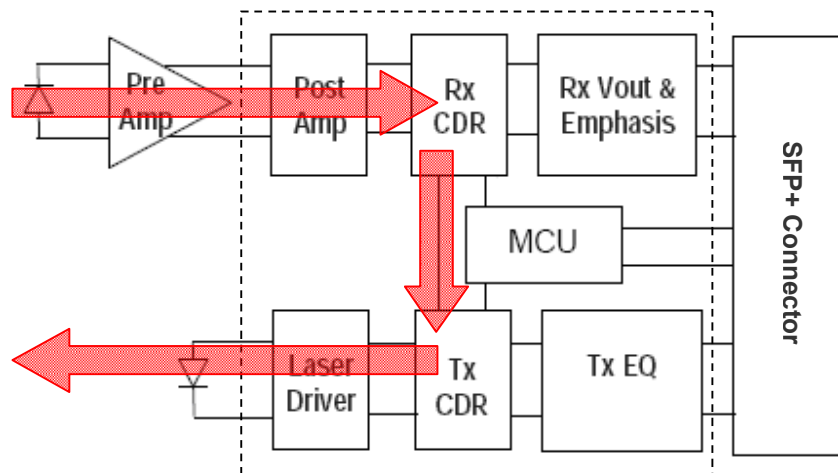 Pre
Amp
Post
Amp
Rx
CDR
Rx Vout &
Emphasis
SFP+ Connector
MCU
Laser
Driver
Tx
CDR
Tx EQ